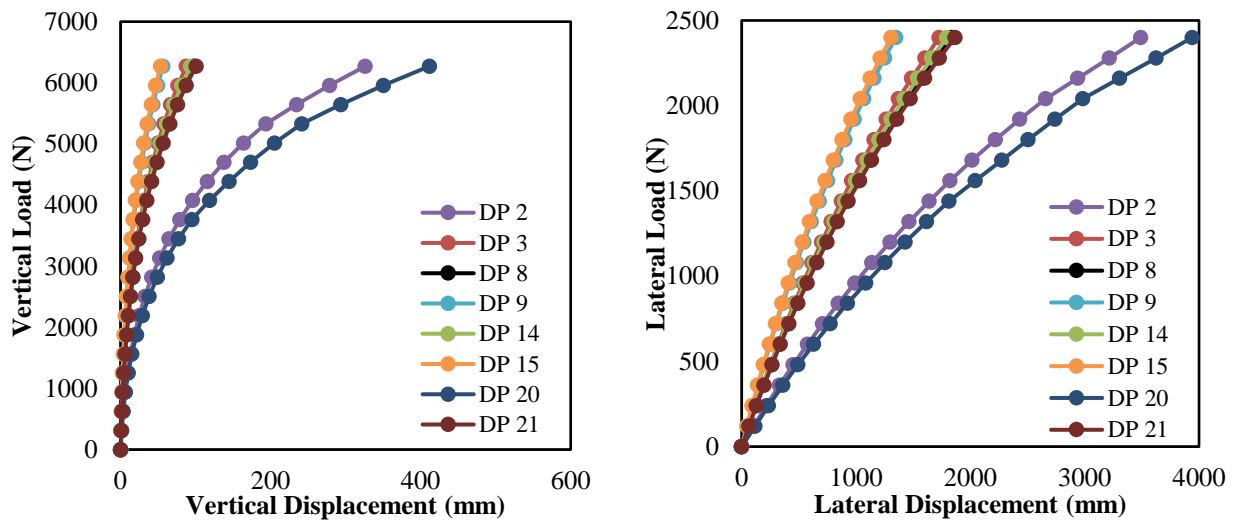 7000
6000
5000
4000
3000
2000
1000
0
Vertical Load (N)
DP 2
DP 3
DP 8
DP 9
DP 14
DP 15
DP 20
DP 21
0 200 400 600
Vertical Displacement (mm)
2500
2000
1500
1000
500
0
Lateral Load (N)
DP 2
DP 3
DP 8
DP 9
DP 14
DP 15
DP 20
DP 21
0 1000 2000 3000 4000
Lateral Displacement (mm)